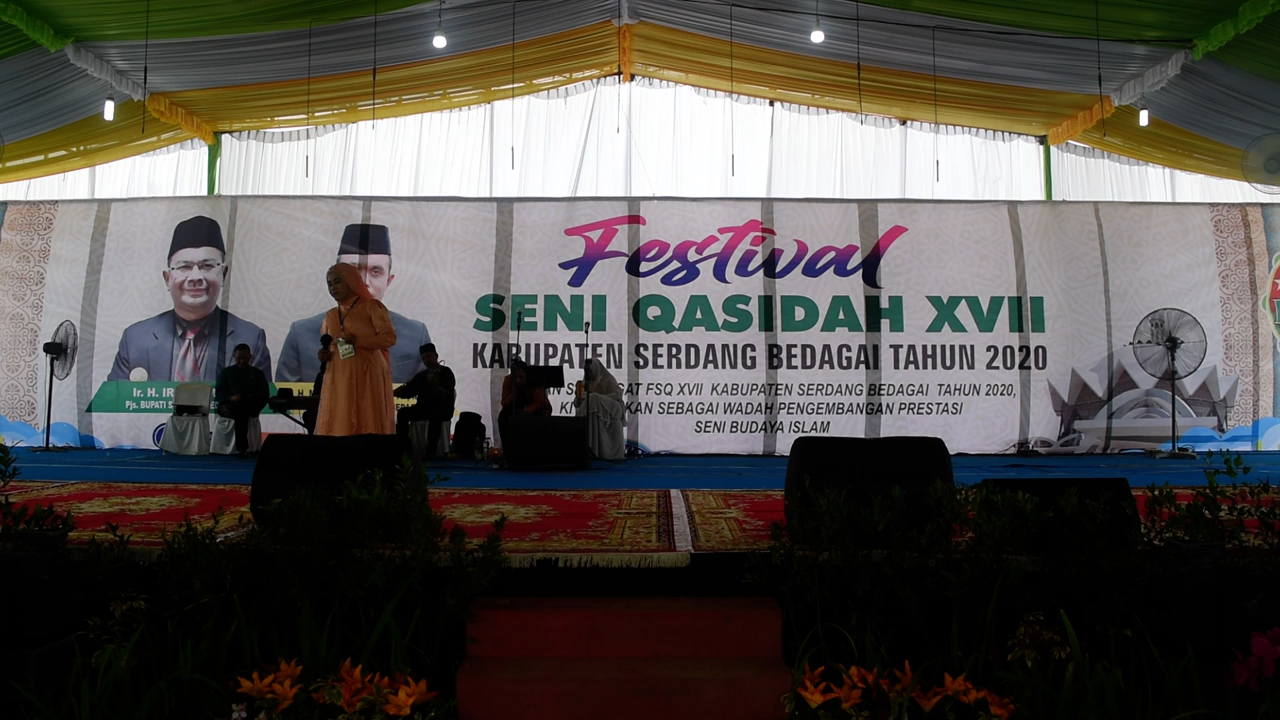 Festival
SENI QASIDAH XVII
KABUPATEN SERDANG BEDAGAI TAHUN 2020
FSQ XVII KABUPATEN SERDANG BEDAGAI TAHUN 2020,
SEBAGAI WADAH PENGEMBANGAN PRESTASI
SENI BUDAYA ISLAM
Ir. H.
Pjs. BUPATI